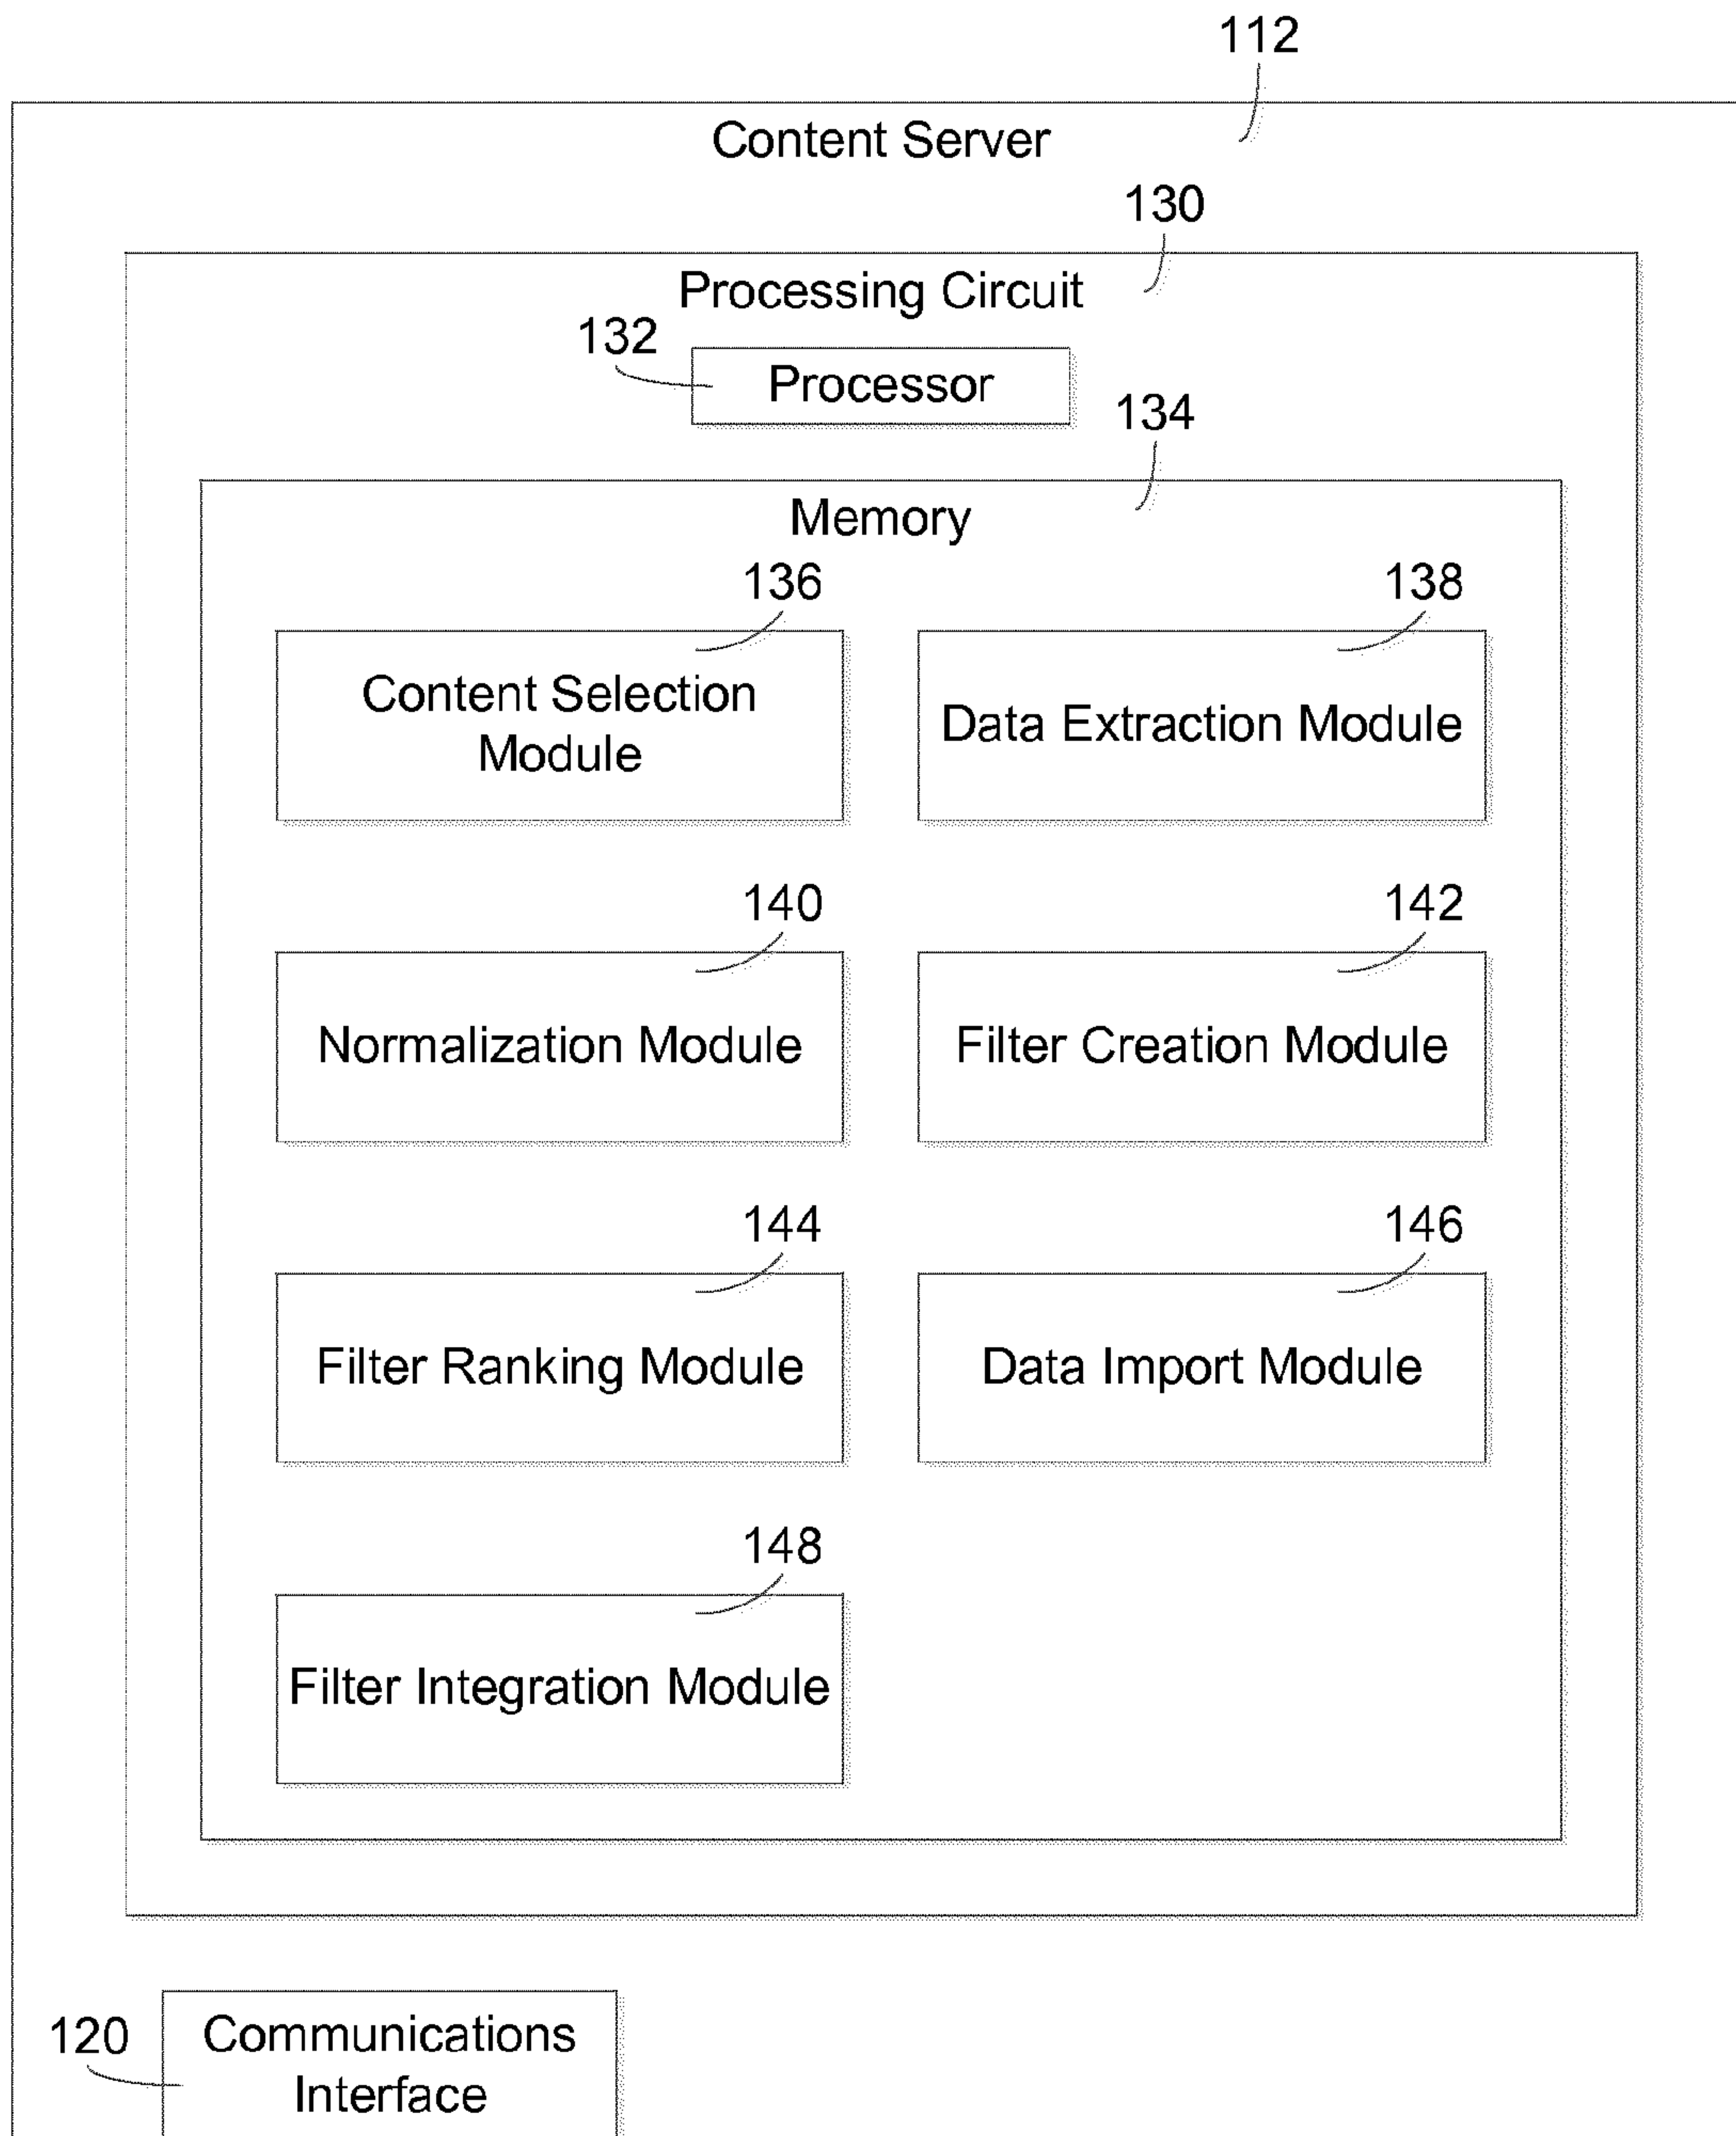 112
Content Server
130
Processing Circuit
132
Processor
134
Memory
136
138
Content Selection
Module
Data Extraction Module
140
142
Normalization Module
Filter Creation Module
144
146
Filter Ranking Module
Data Import Module
148
Filter Integration Module
120
Communications
Interface